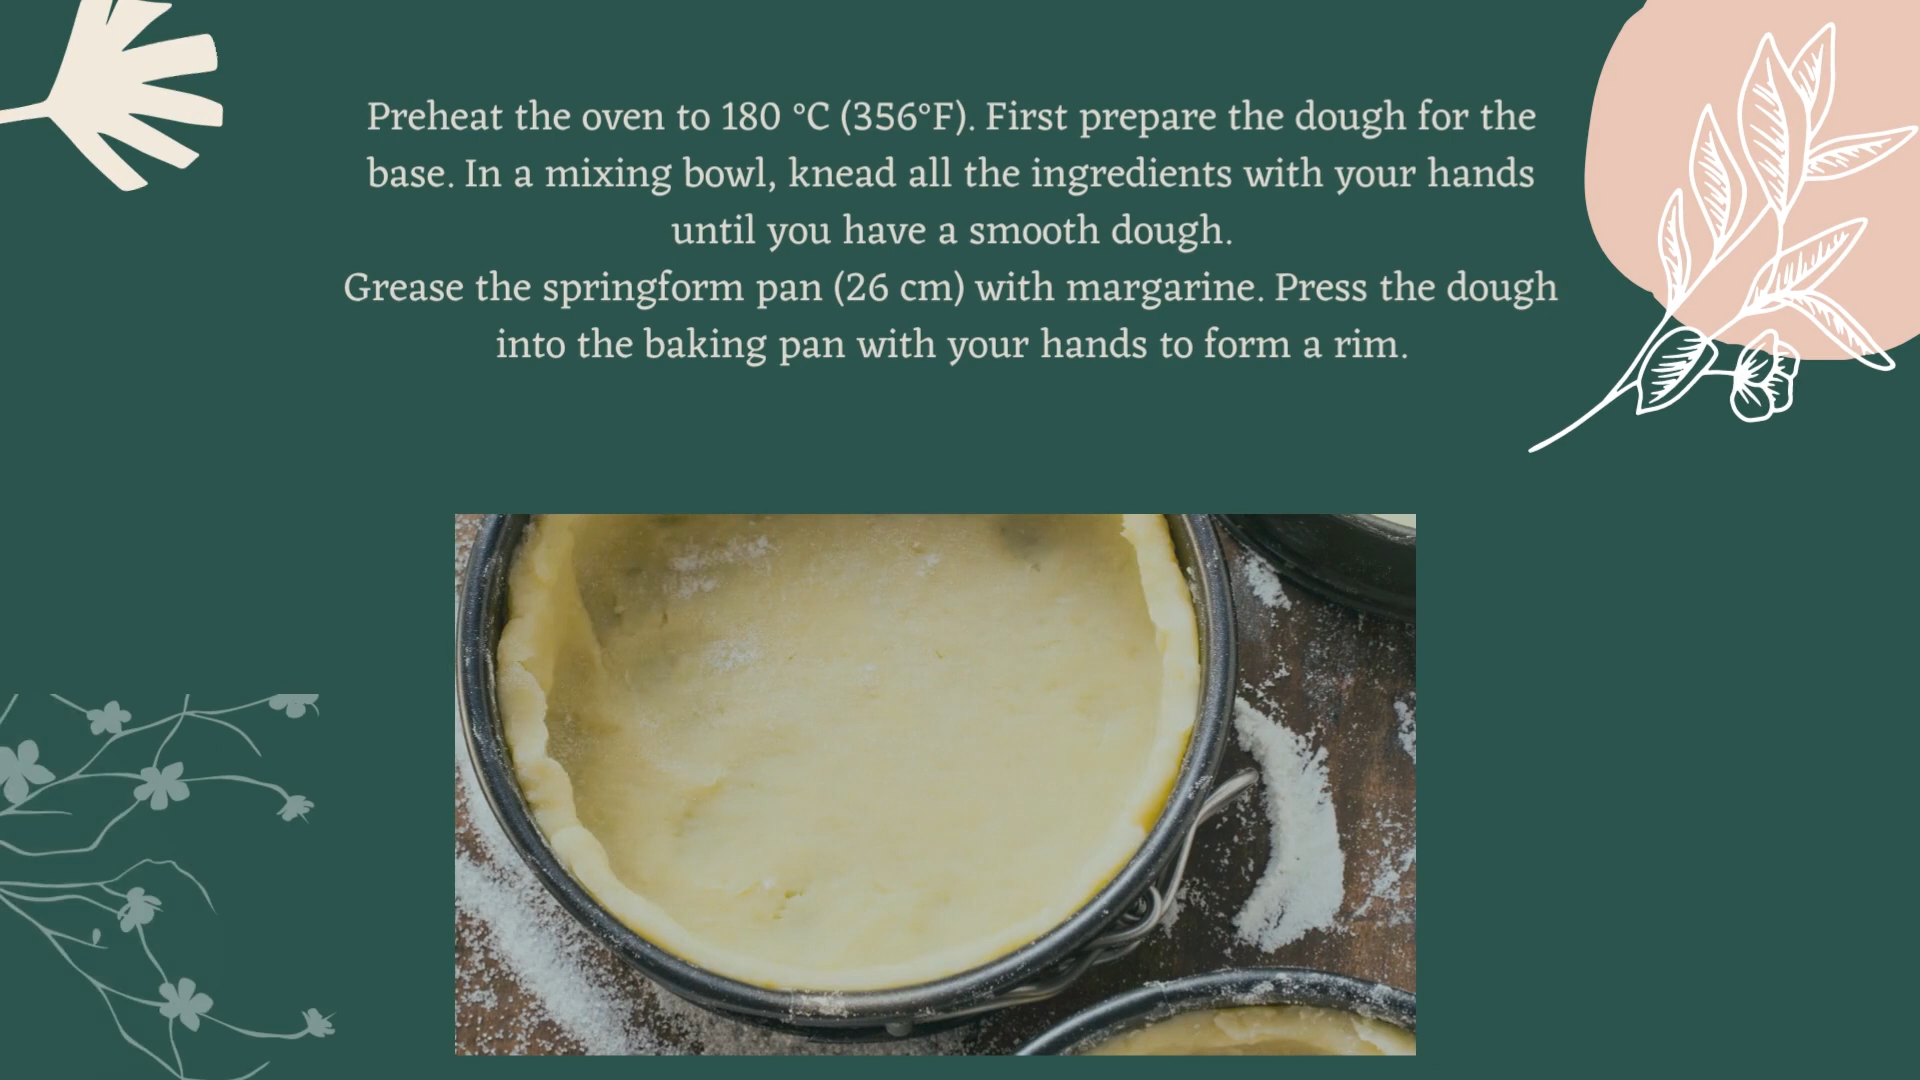 Preheat the oven to 180 °C (356°F). First prepare the dough for the
base. In a mixing bowl, knead all the ingredients with your hands
until you have a smooth dough.
Grease the springform pan (26 cm) with margarine. Press the dough
into the baking pan with your hands to form a rim.